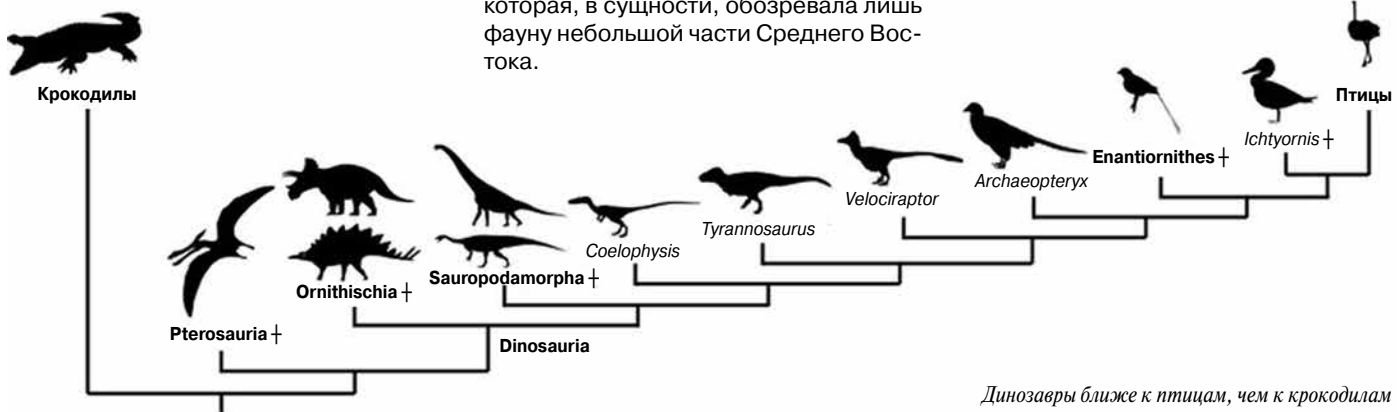 которая, в сущности, обозревала лишь
фауну небольшой части Среднего Вос-
тока.
Крокодилы
Птицы
Ichtyornis †
Enantiornithes †
Archaeopteryx
Velociraptor
Tyrannosaurus
Coelophysis
Sauropodamorpha †
Ornithischia †
Pterosauria †
Dinosauria
Динозавры ближе к птицам, чем к крокодилам